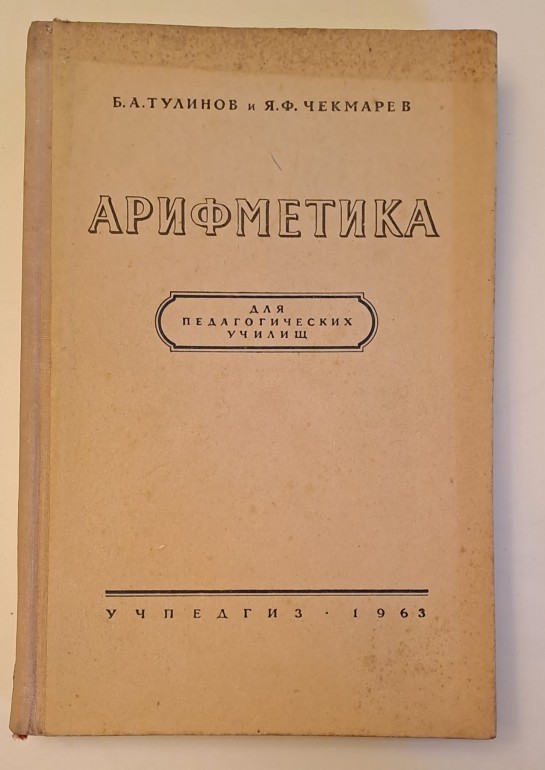 Б. А. ТУЛИНОВ и Я. Ф. ЧЕКМАРЕВ
АРИФМЕТИКА
ДЛЯ
ПЕДАГОГИЧЕСКИХ
УЧИЛИЩ
УЧПЕДГИЗ · 1963